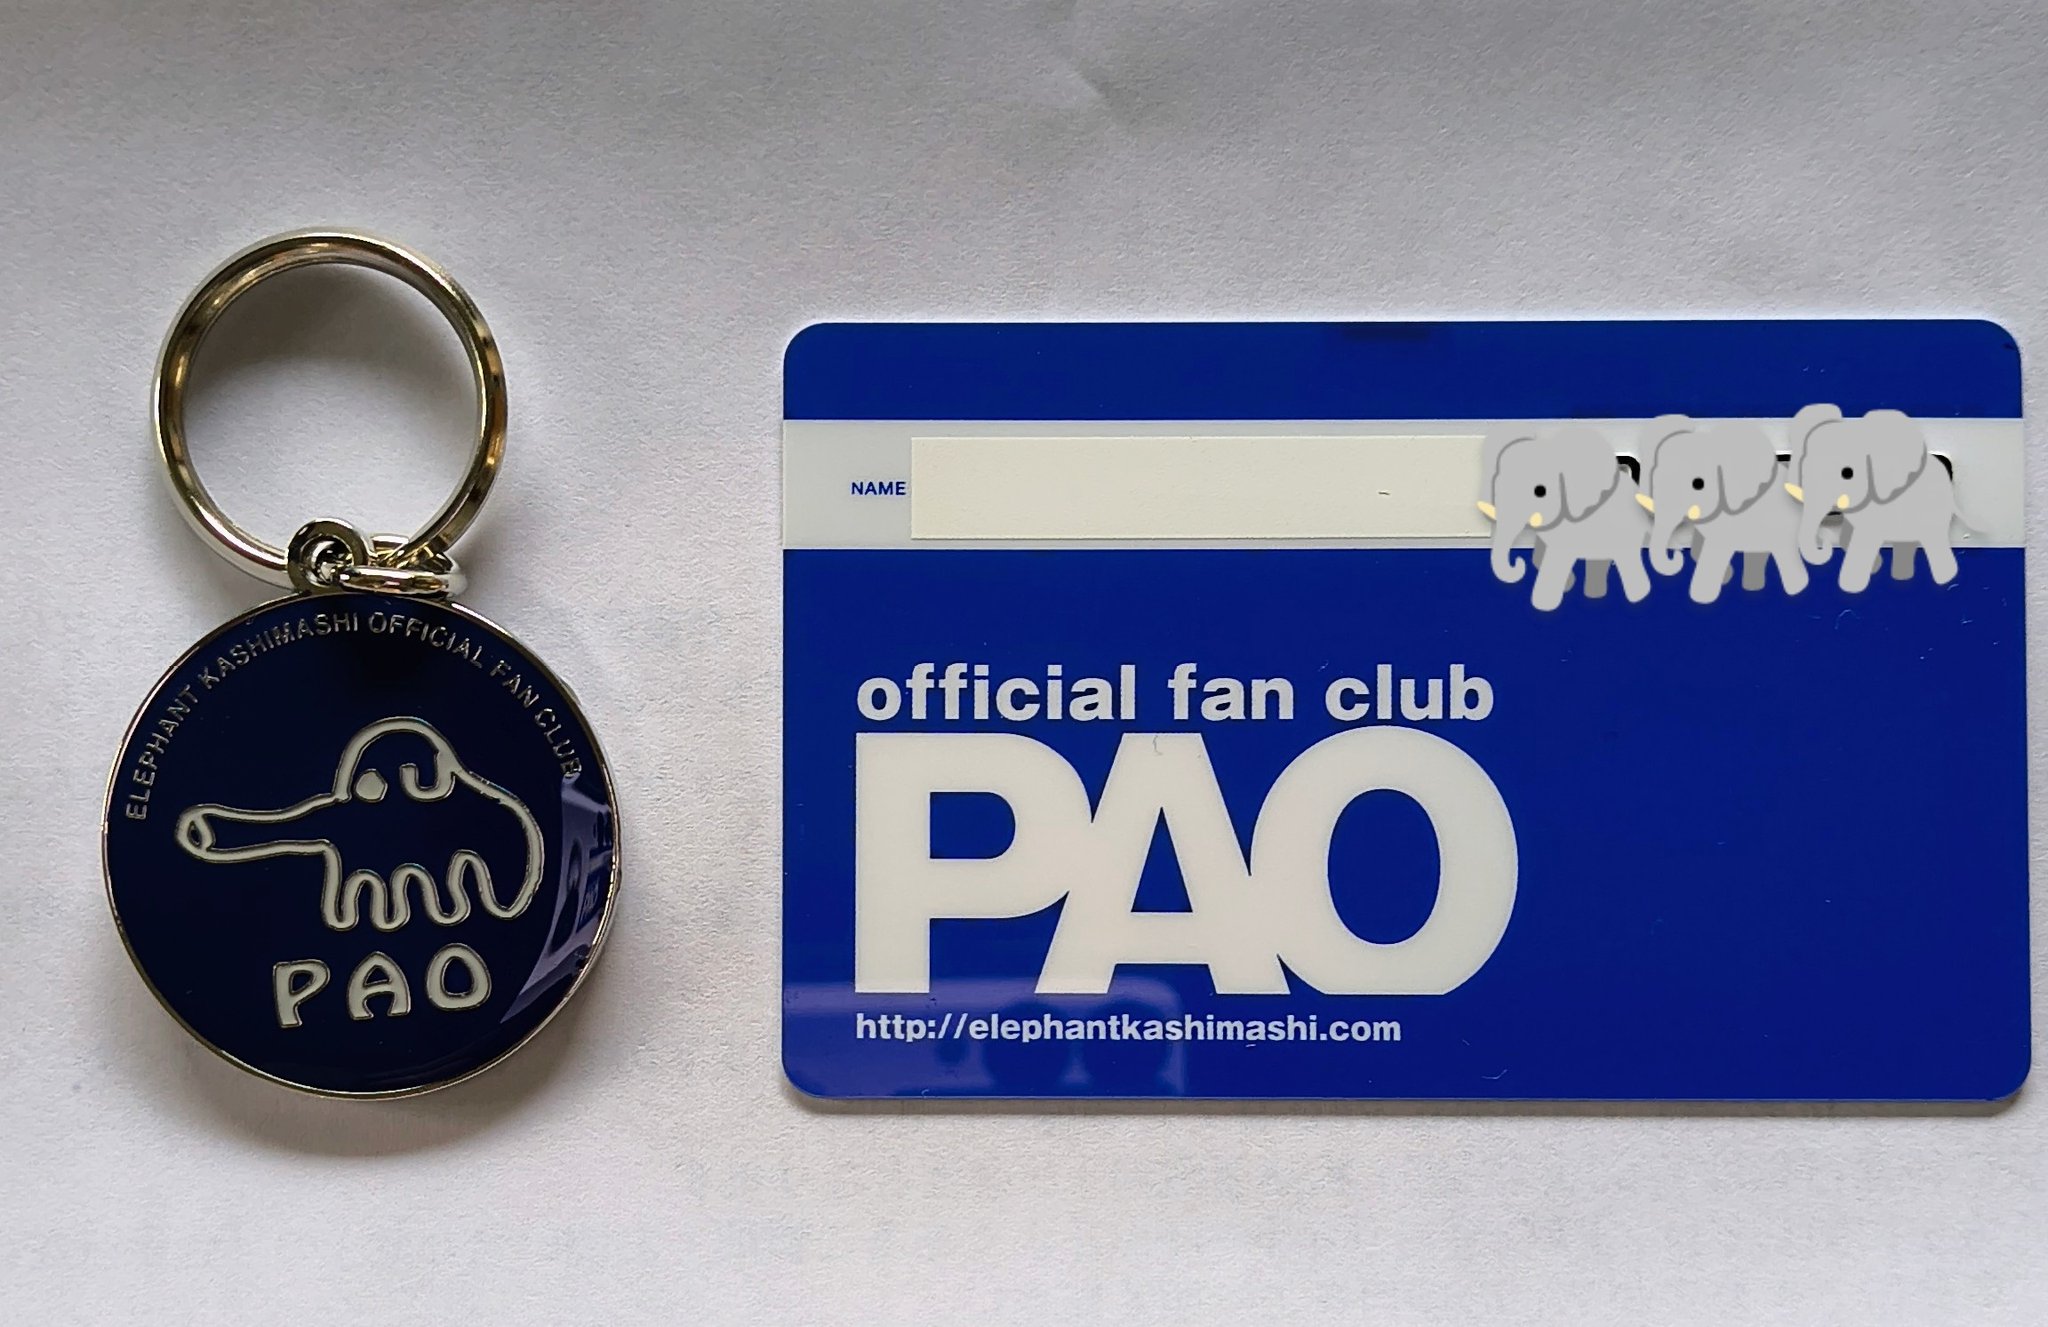 ELEPHANT KASHIMASHI OFFICIAL FAN CLUB
PAO
NAME
official fan club
PAO
http://elephantkashimashi.com